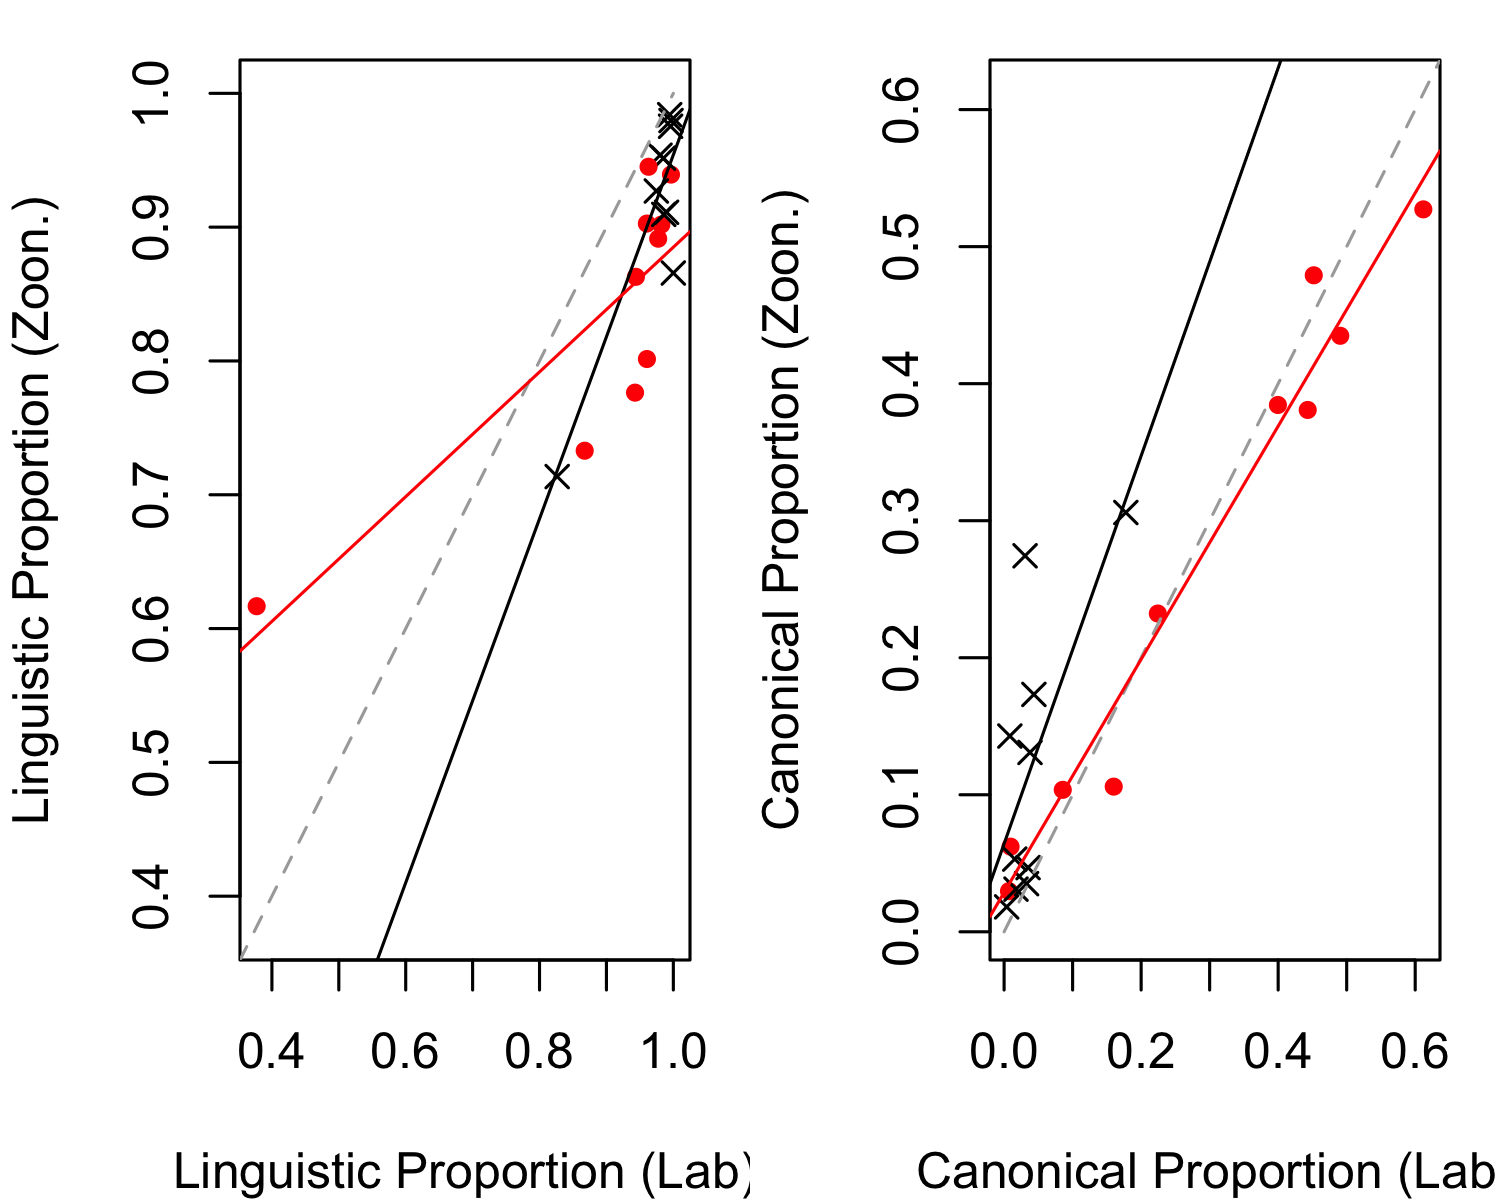 Linguistic Proportion (Zoon.)
1.0
0.9
0.8
0.7
0.6
0.5
0.4
0.4 0.6 0.8 1.0
Linguistic Proportion (Lab)
Canonical Proportion (Zoon.)
0.6
0.5
0.4
0.3
0.2
0.1
0.0
0.0 0.2 0.4 0.6
Canonical Proportion (Lab